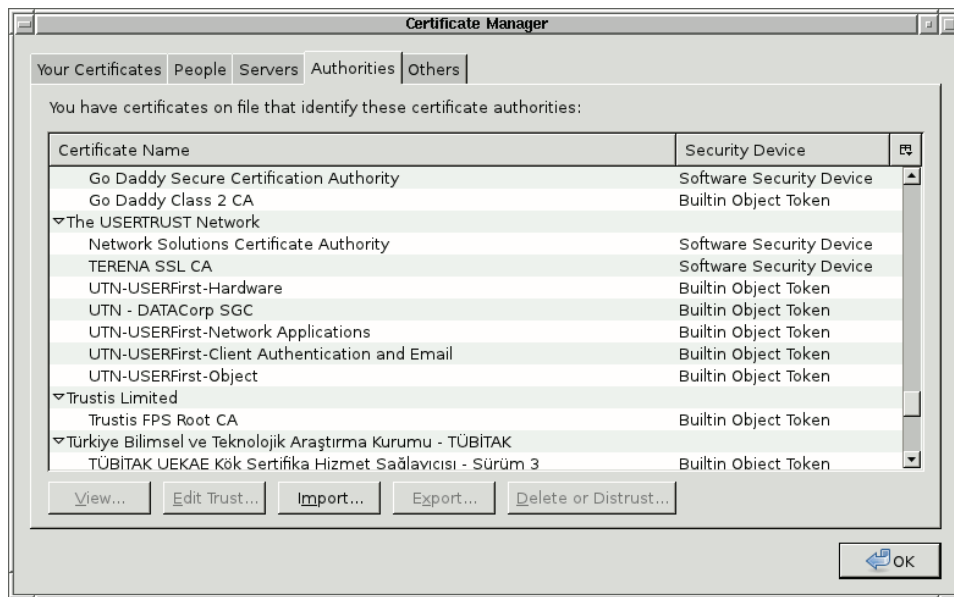 Certificate Manager
Your Certificates People Servers Authorities Others
You have certificates on file that identify these certificate authorities:
Certificate Name Security Device
Go Daddy Secure Certification Authority Software Security Device
Go Daddy Class 2 CA Builtin Object Token
The USERTRUST Network
Network Solutions Certificate Authority Software Security Device
TERENA SSL CA Software Security Device
UTN-USERFirst-Hardware Builtin Object Token
UTN - DATACorp SGC Builtin Object Token
UTN-USERFirst-Network Applications Builtin Object Token
UTN-USERFirst-Client Authentication and Email Builtin Object Token
UTN-USERFirst-Object Builtin Object Token
Trustis Limited
Trustis FPS Root CA Builtin Object Token
Türkiye Bilimsel ve Teknolojik Araştırma Kurumu - TÜBİTAK
TÜBİTAK UEKAE Kök Sertifika Hizmet Sağlayıcısı - Sürüm 3 Builtin Object Token
View... Edit Trust... Import... Export... Delete or Distrust...
OK